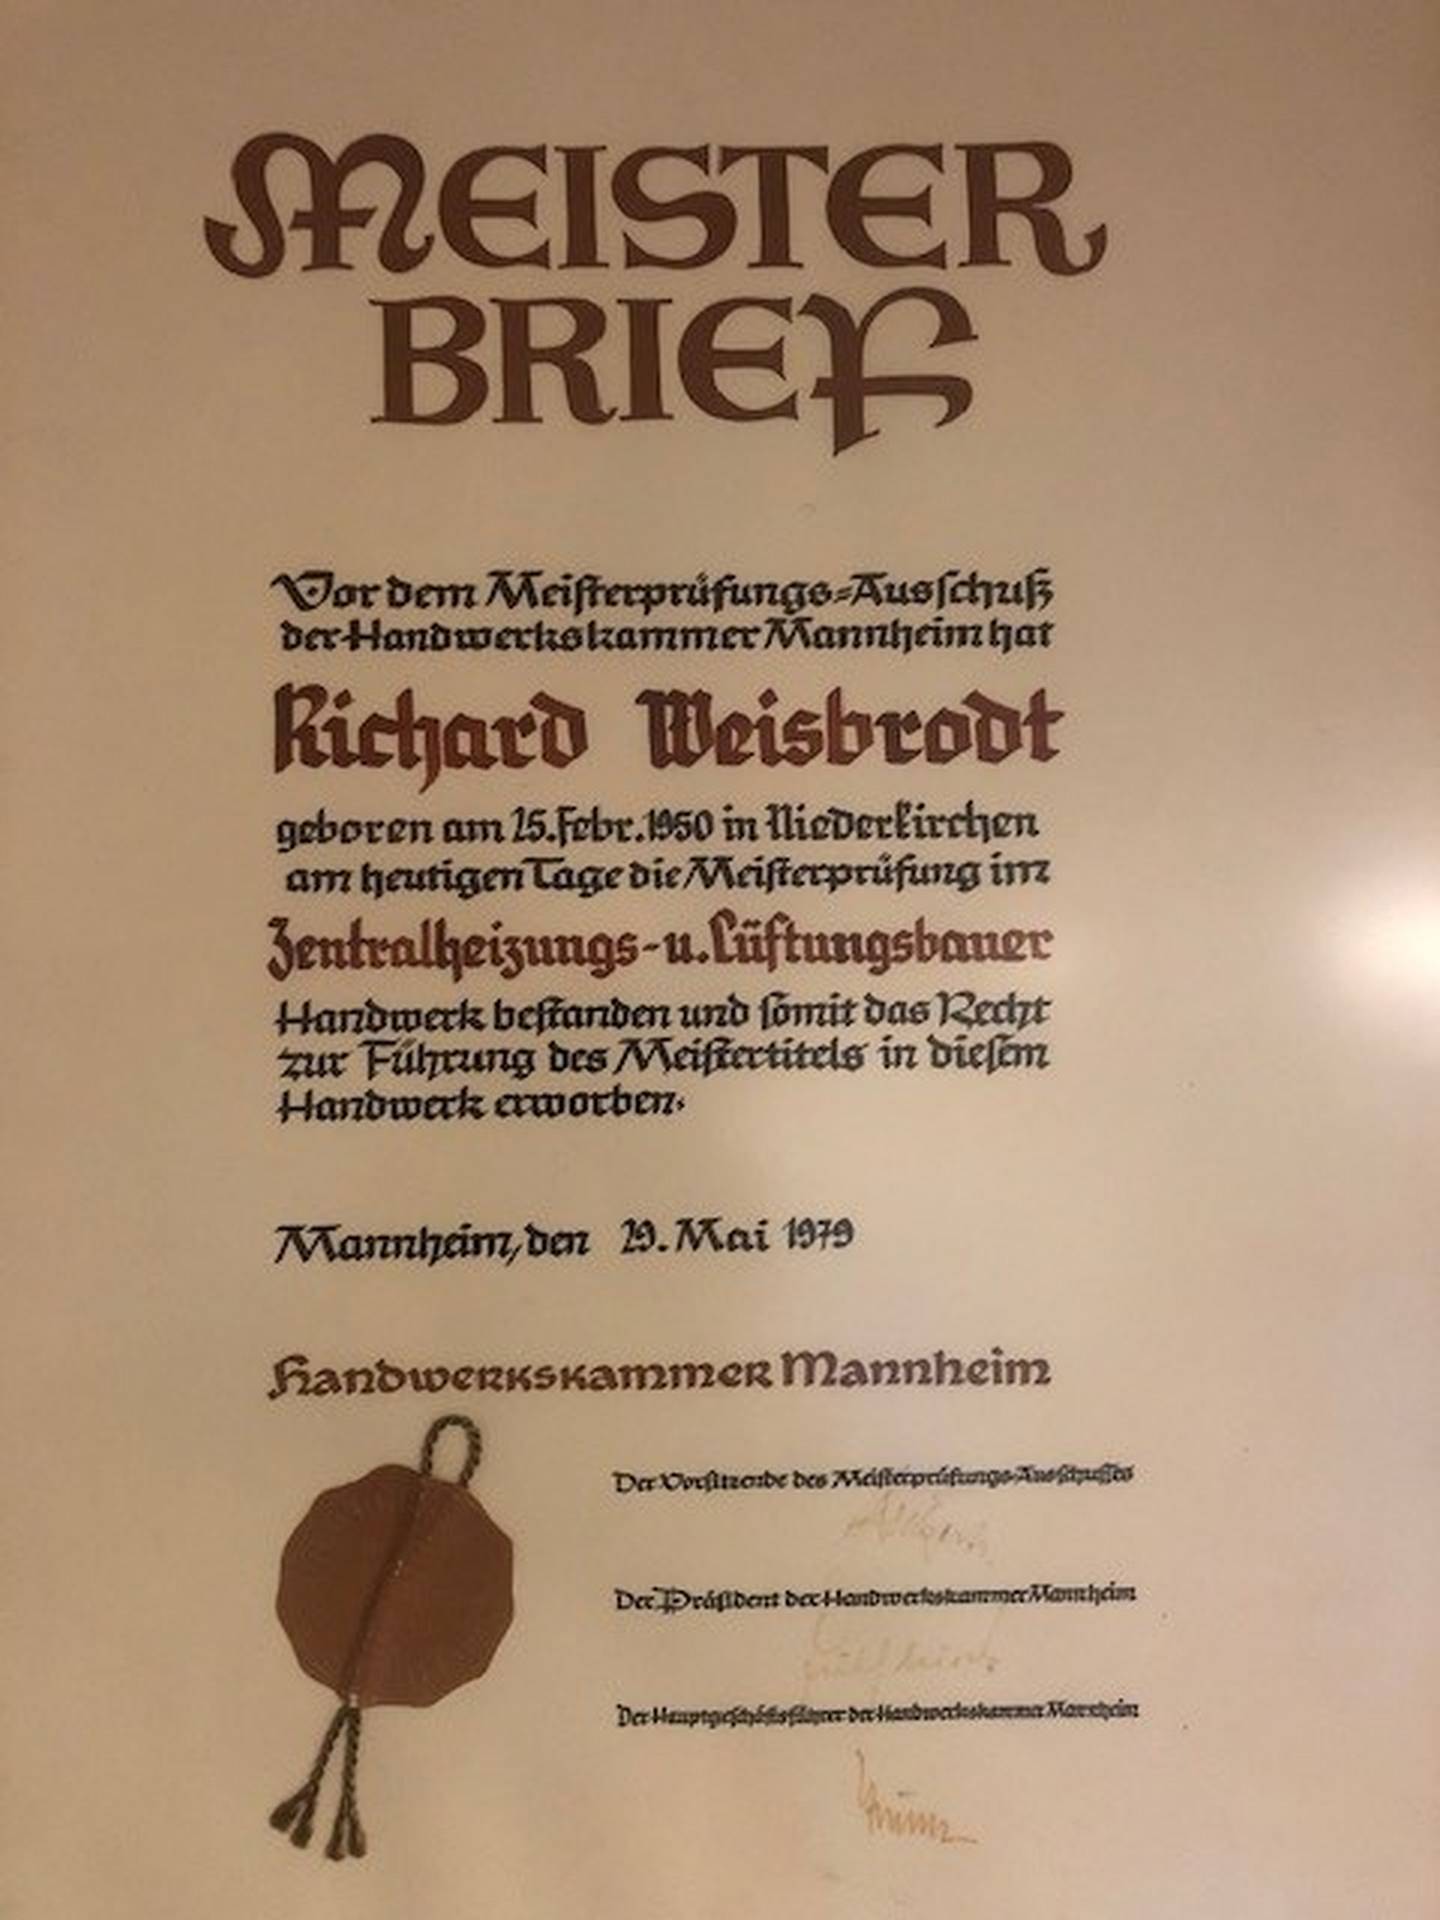 MEISTER
BRIEF
Vor dem Meisterprüfungs-Ausschuß
der Handwerkskammer Mannheim hat
Richard Weisbrodt
geboren am 25. Febr. 1950 in Niederkirchen
am heutigen Tage die Meisterprüfung im
Zentralheizungs- u. Lüftungsbauer
Handwerk bestanden und somit das Recht
zur Führung des Meistertitels in diesem
Handwerk erworben.
Mannheim, den 29. Mai 1979
Handwerkskammer Mannheim
Der Vorsitzende des Meisterprüfungs-Ausschusses
Der Präsident der Handwerkskammer Mannheim
Der Hauptgeschäftsführer der Handwerkskammer Mannheim